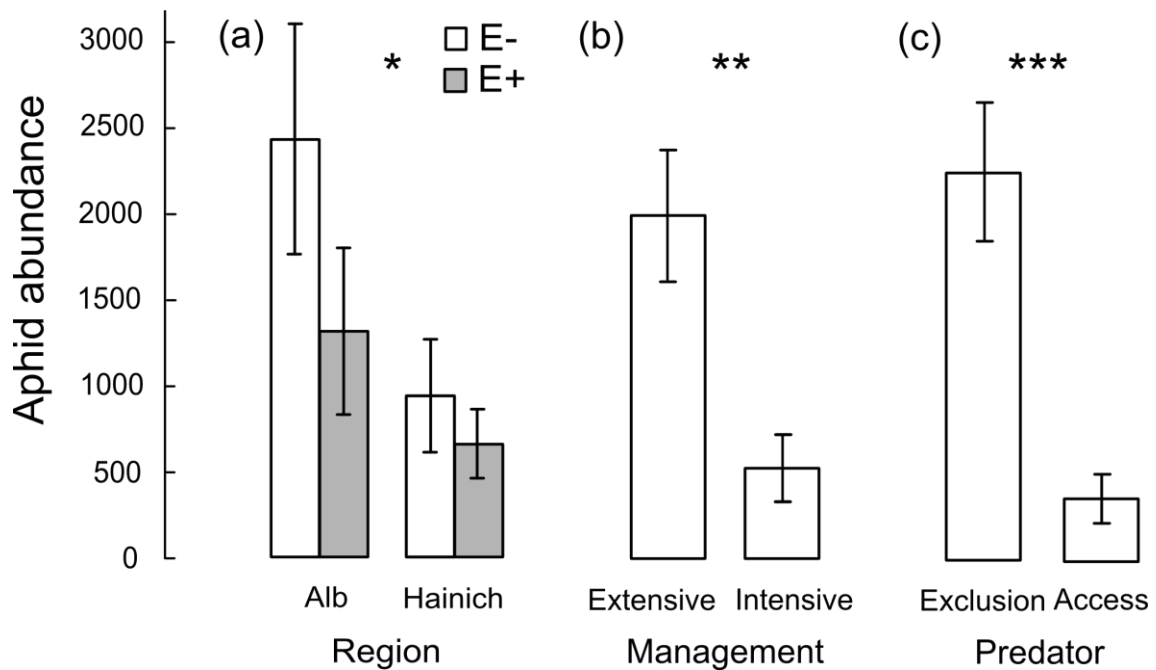 Aphid abundance
3000
2500
2000
1500
1000
500
0
(a)
*
E-
E+
Alb Hainich
Region
(b)
**
Extensive Intensive
Management
(c)
***
Exclusion Access
Predator